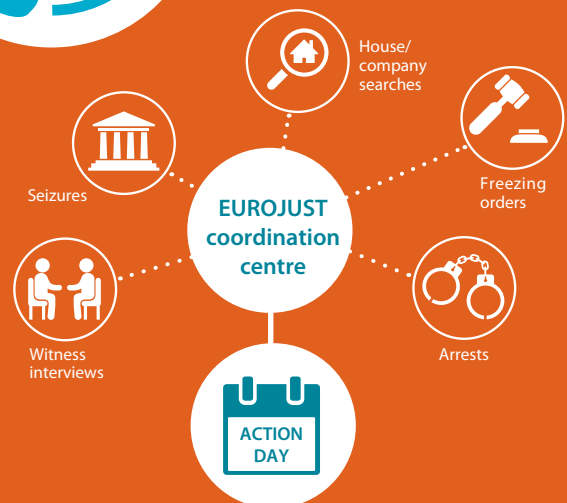 House/
company
searches
Seizures
Freezing
orders
EUROJUST
coordination
centre
Witness
interviews
Arrests
ACTION
DAY